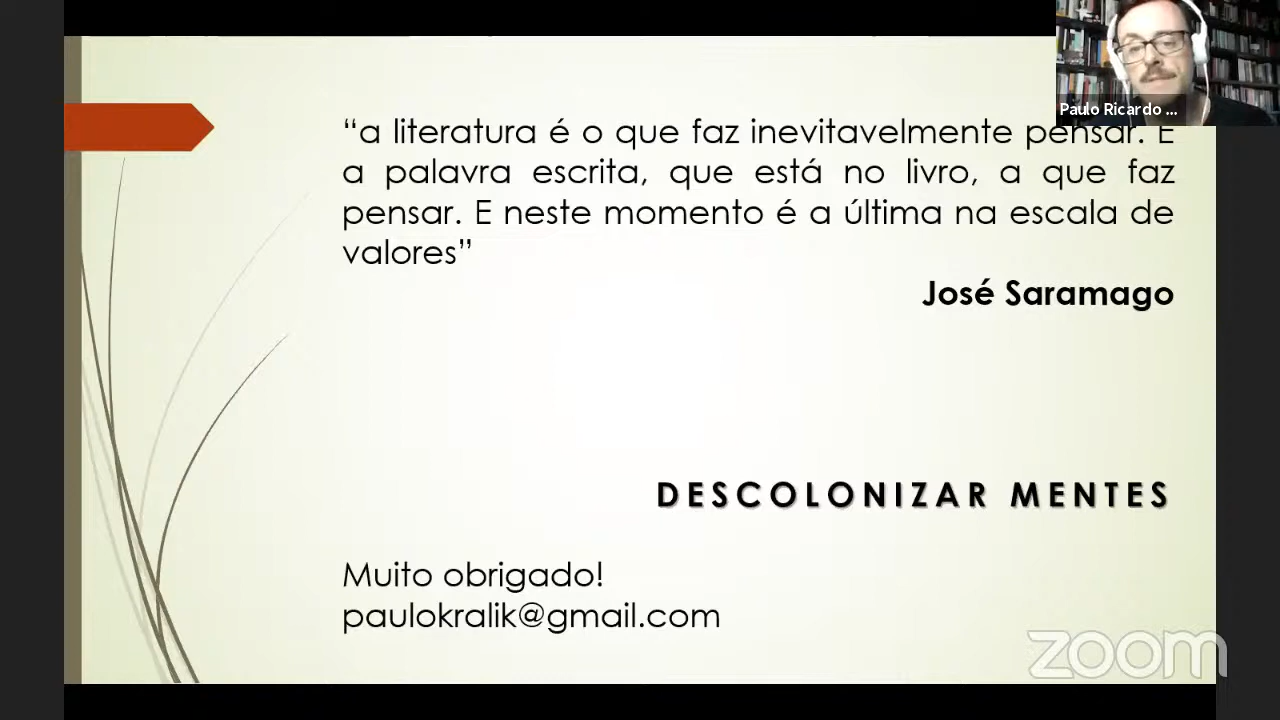 Paulo Ricardo ...
“a literatura é o que faz inevitavelmente pensar. É
a palavra escrita, que está no livro, a que faz
pensar. E neste momento é a última na escala de
valores”
José Saramago
DESCOLONIZAR MENTES
Muito obrigado!
paulokralik@gmail.com
zoom